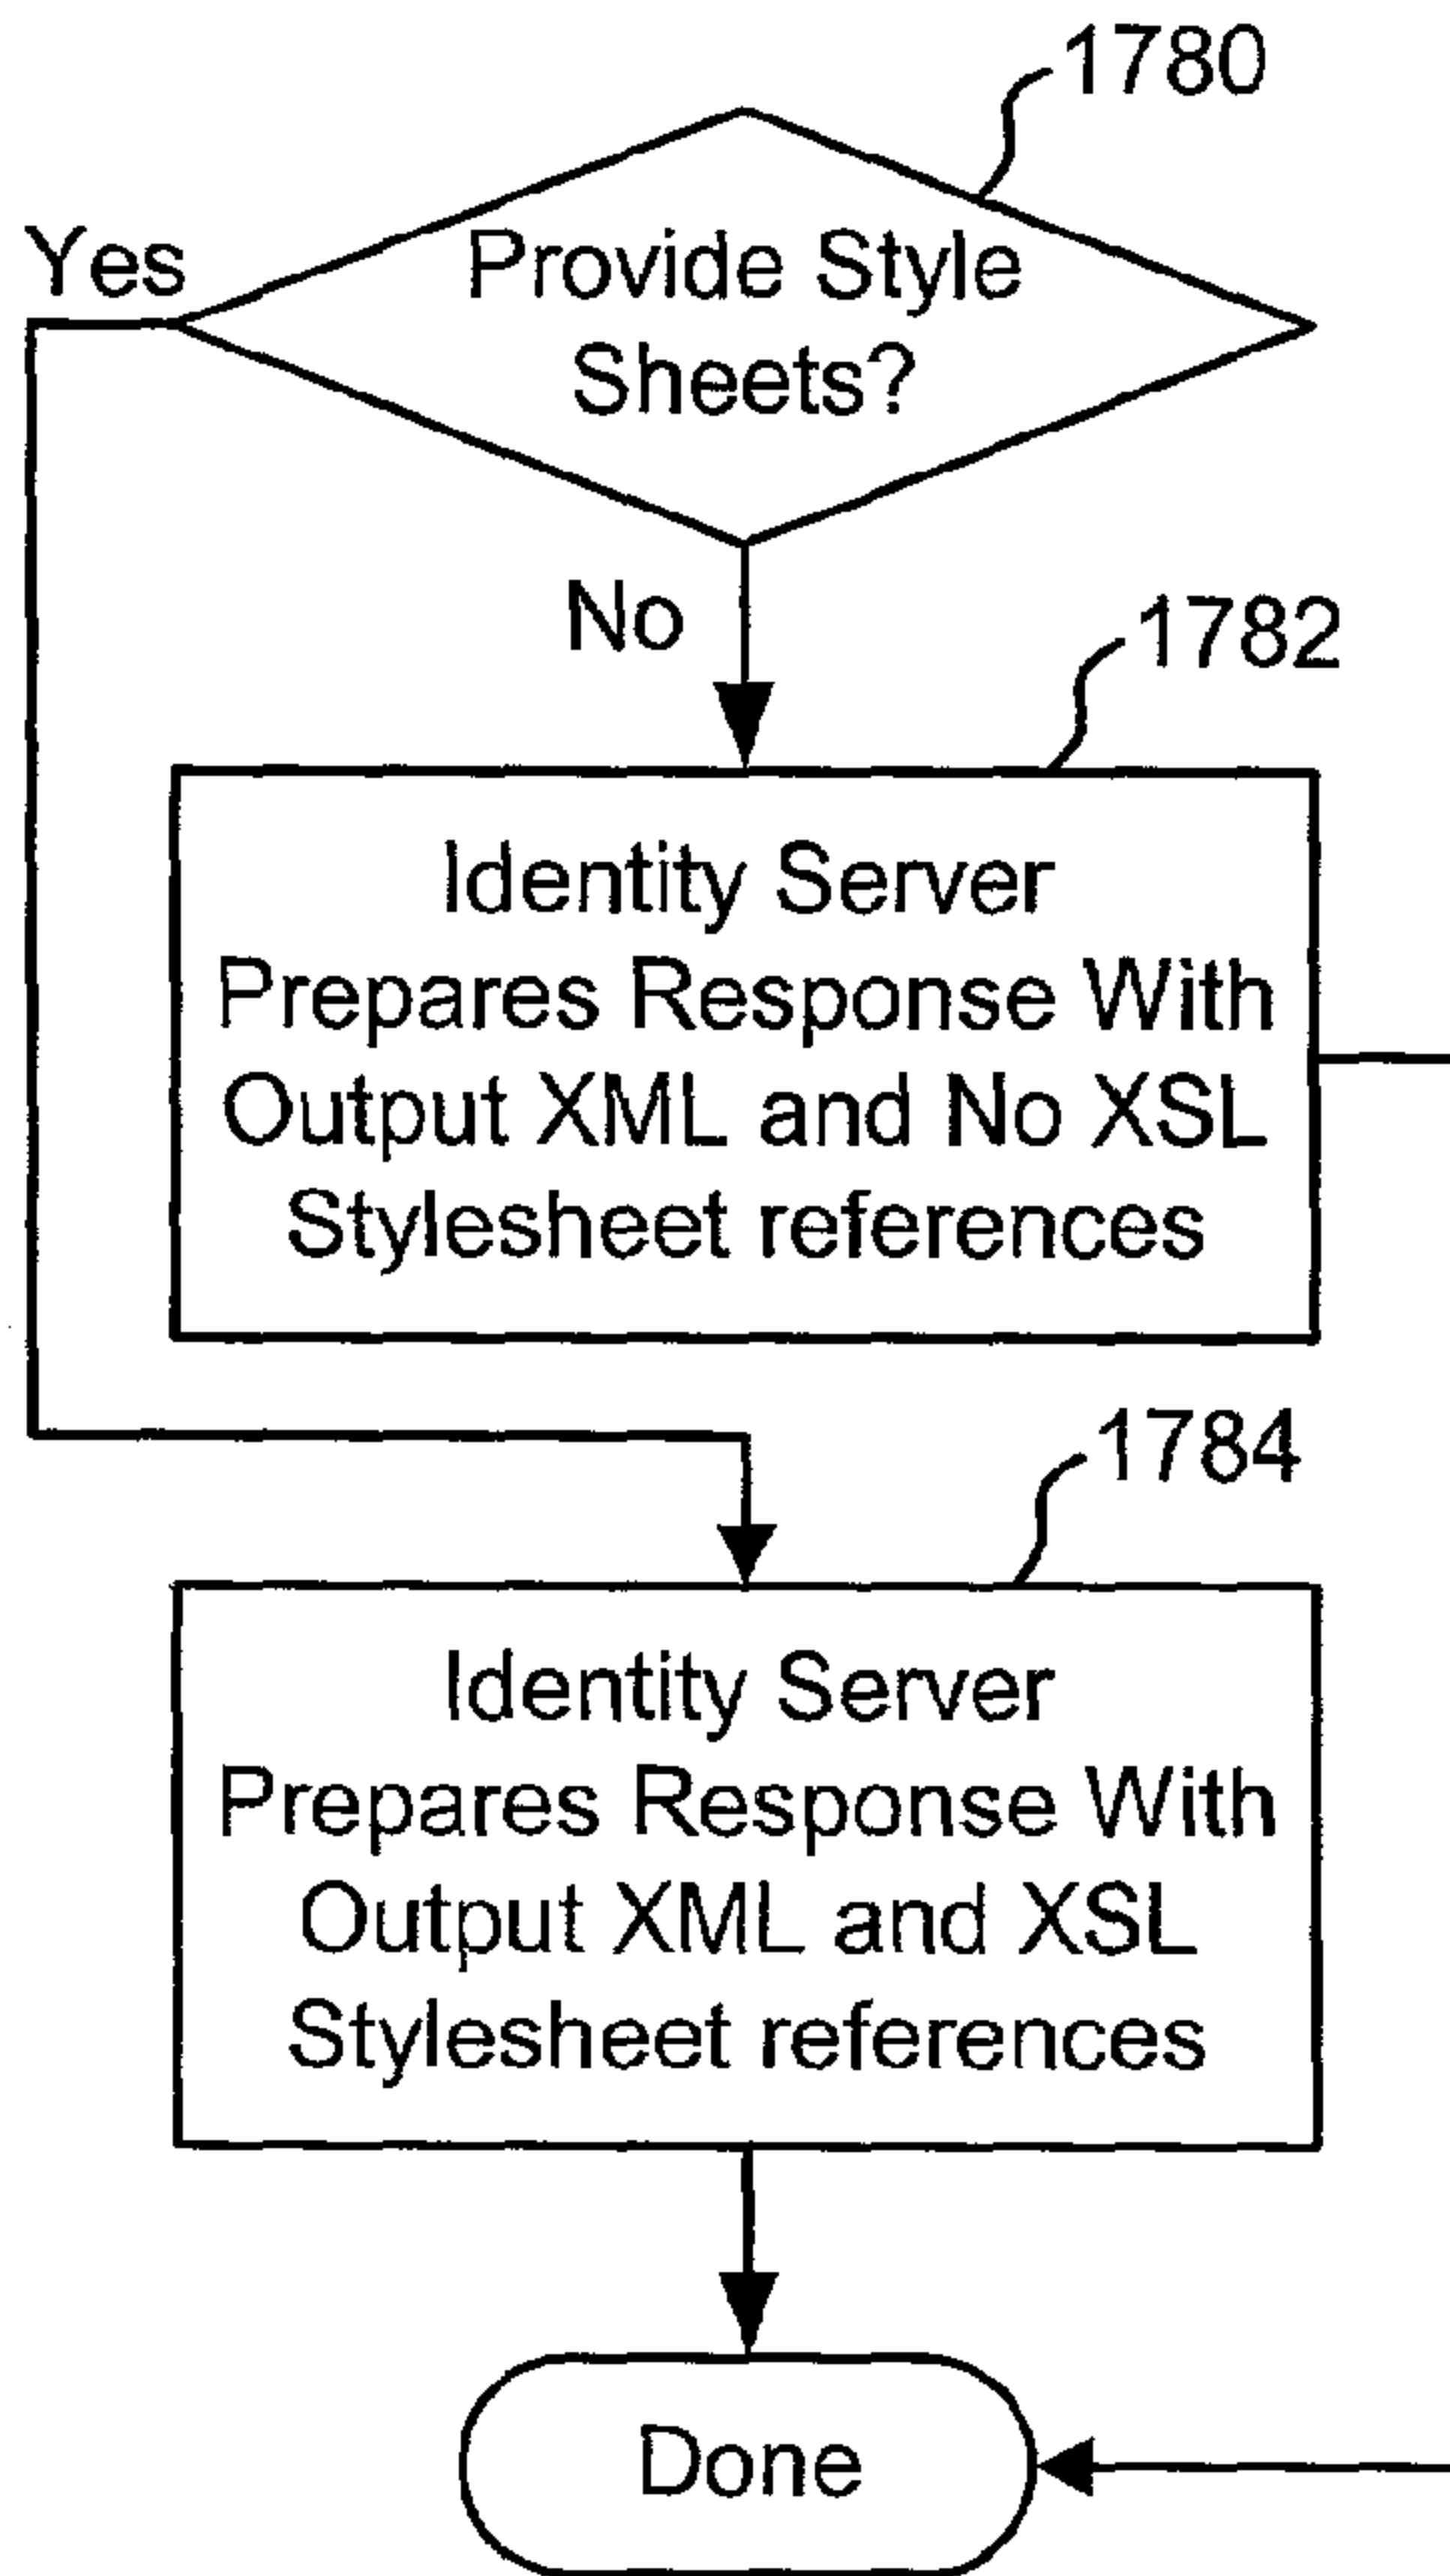 1780
Yes
Provide Style
Sheets?
No
1782
Identity Server
Prepares Response With
Output XML and No XSL
Stylesheet references
1784
Identity Server
Prepares Response With
Output XML and XSL
Stylesheet references
Done